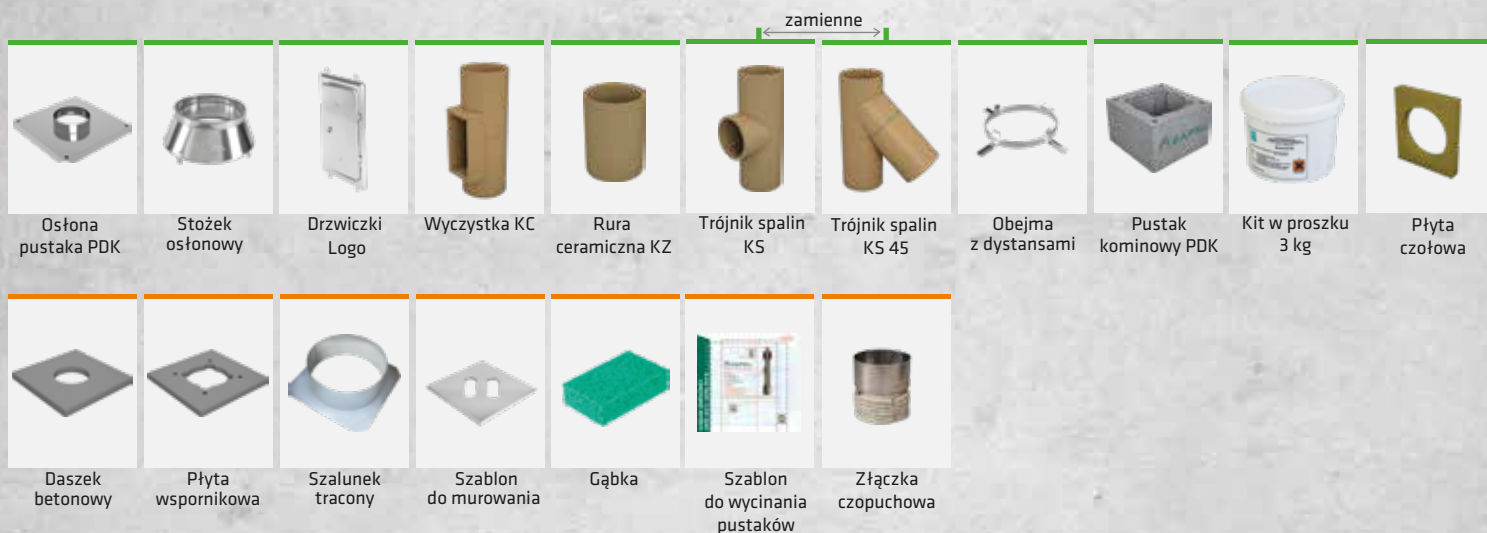 zamienne
Osłona
pustaka PDK
Stożek
osłonowy
Drzwiczki
Logo
Wyczystka KC
Rura
ceramiczna KZ
Trójnik spalin
KS
Trójnik spalin
KS 45
Obejma
z dystansami
Pustak
kominowy PDK
Kit w proszku
3 kg
Płyta
czołowa
Daszek
betonowy
Płyta
wspornikowa
Szalunek
tracony
Szablon
do murowania
Gąbka
Szablon
do wycinania
pustaków
Złączka
czopuchowa